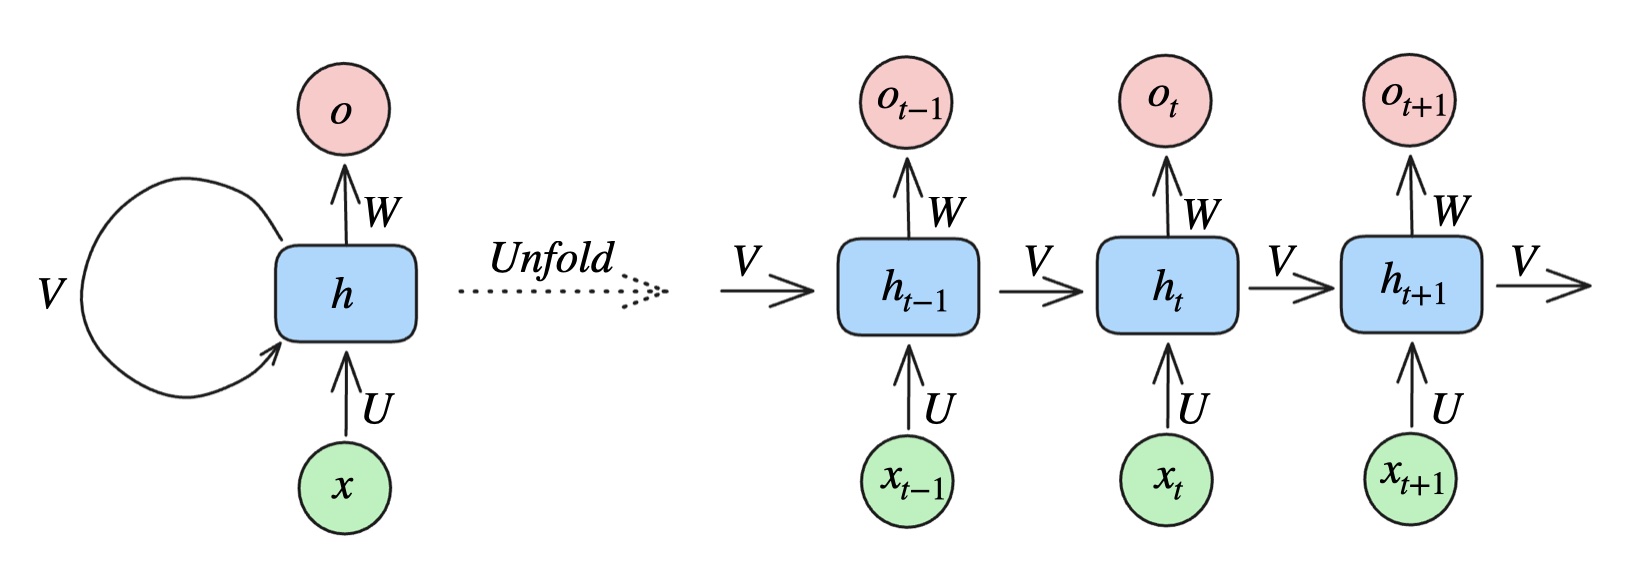 o
W
V
h
U
x
Unfold
V
o_{t-1}
W
h_{t-1}
U
x_{t-1}
V
o_t
W
h_t
U
x_t
V
o_{t+1}
W
h_{t+1}
U
x_{t+1}
V